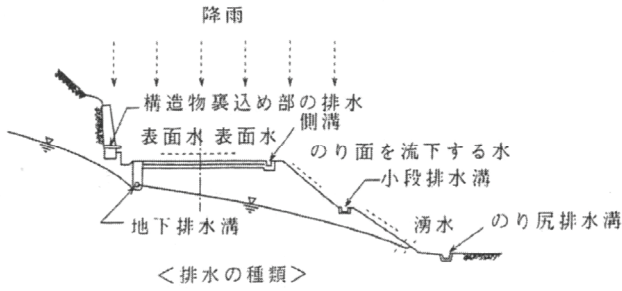 降雨
構造物裏込め部の排水
表面水 表面水
側溝
のり面を流下する水
小段排水溝
地下排水溝
湧水
のり尻排水溝
<排水の種類>